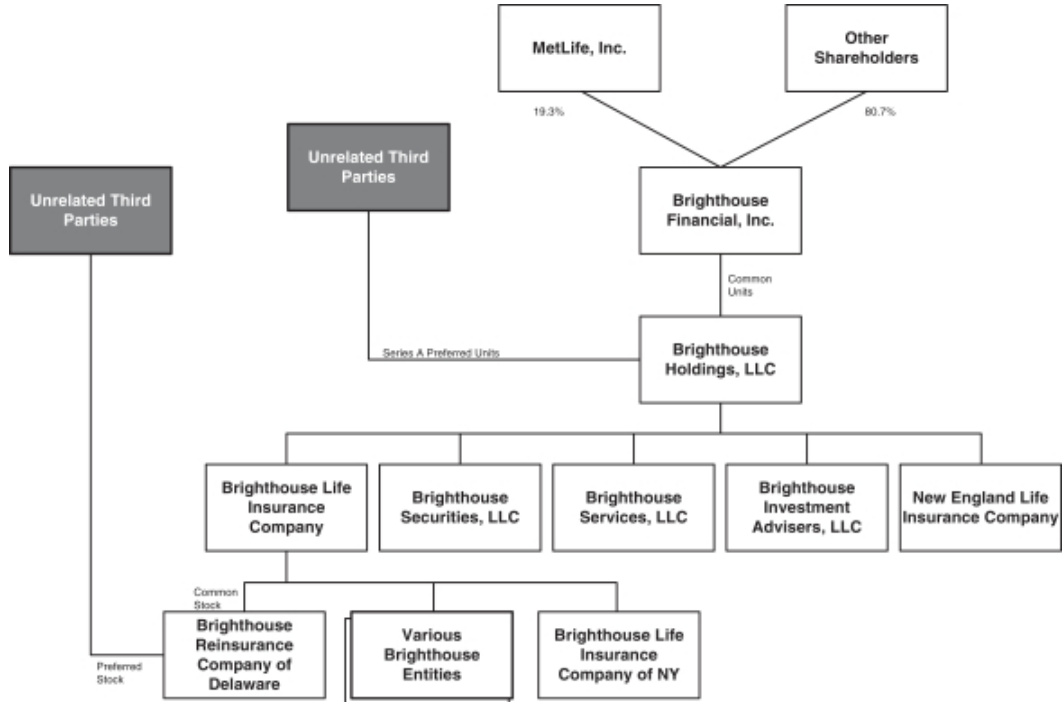 MetLife, Inc.
Other
Shareholders
19.3%
80.7%
Unrelated Third
Parties
Unrelated Third
Parties
Brighthouse
Financial, Inc.
Common
Units
Series A Preferred Units
Brighthouse
Holdings, LLC
Brighthouse Life
Insurance
Company
Brighthouse
Securities, LLC
Brighthouse
Services, LLC
Brighthouse
Investment
Advisers, LLC
New England Life
Insurance Company
Common
Stock
Preferred
Stock
Brighthouse
Reinsurance
Company of
Delaware
Various
Brighthouse
Entities
Brighthouse Life
Insurance
Company of NY